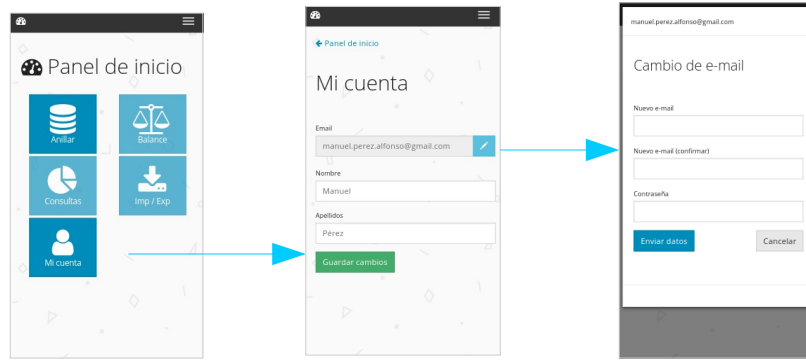 Panel de inicio
Anillar
Balance
Consultas
Imp / Exp
Mi cuenta
Panel de inicio
Mi cuenta
Email
manuel.perez.alfonso@gmail.com
Nombre
Manuel
Apellidos
Pérez
Guardar cambios
manuel.perez.alfonso@gmail.com
Cambio de e-mail
Nuevo e-mail
Nuevo e-mail (confirmar)
Contraseña
Enviar datos
Cancelar